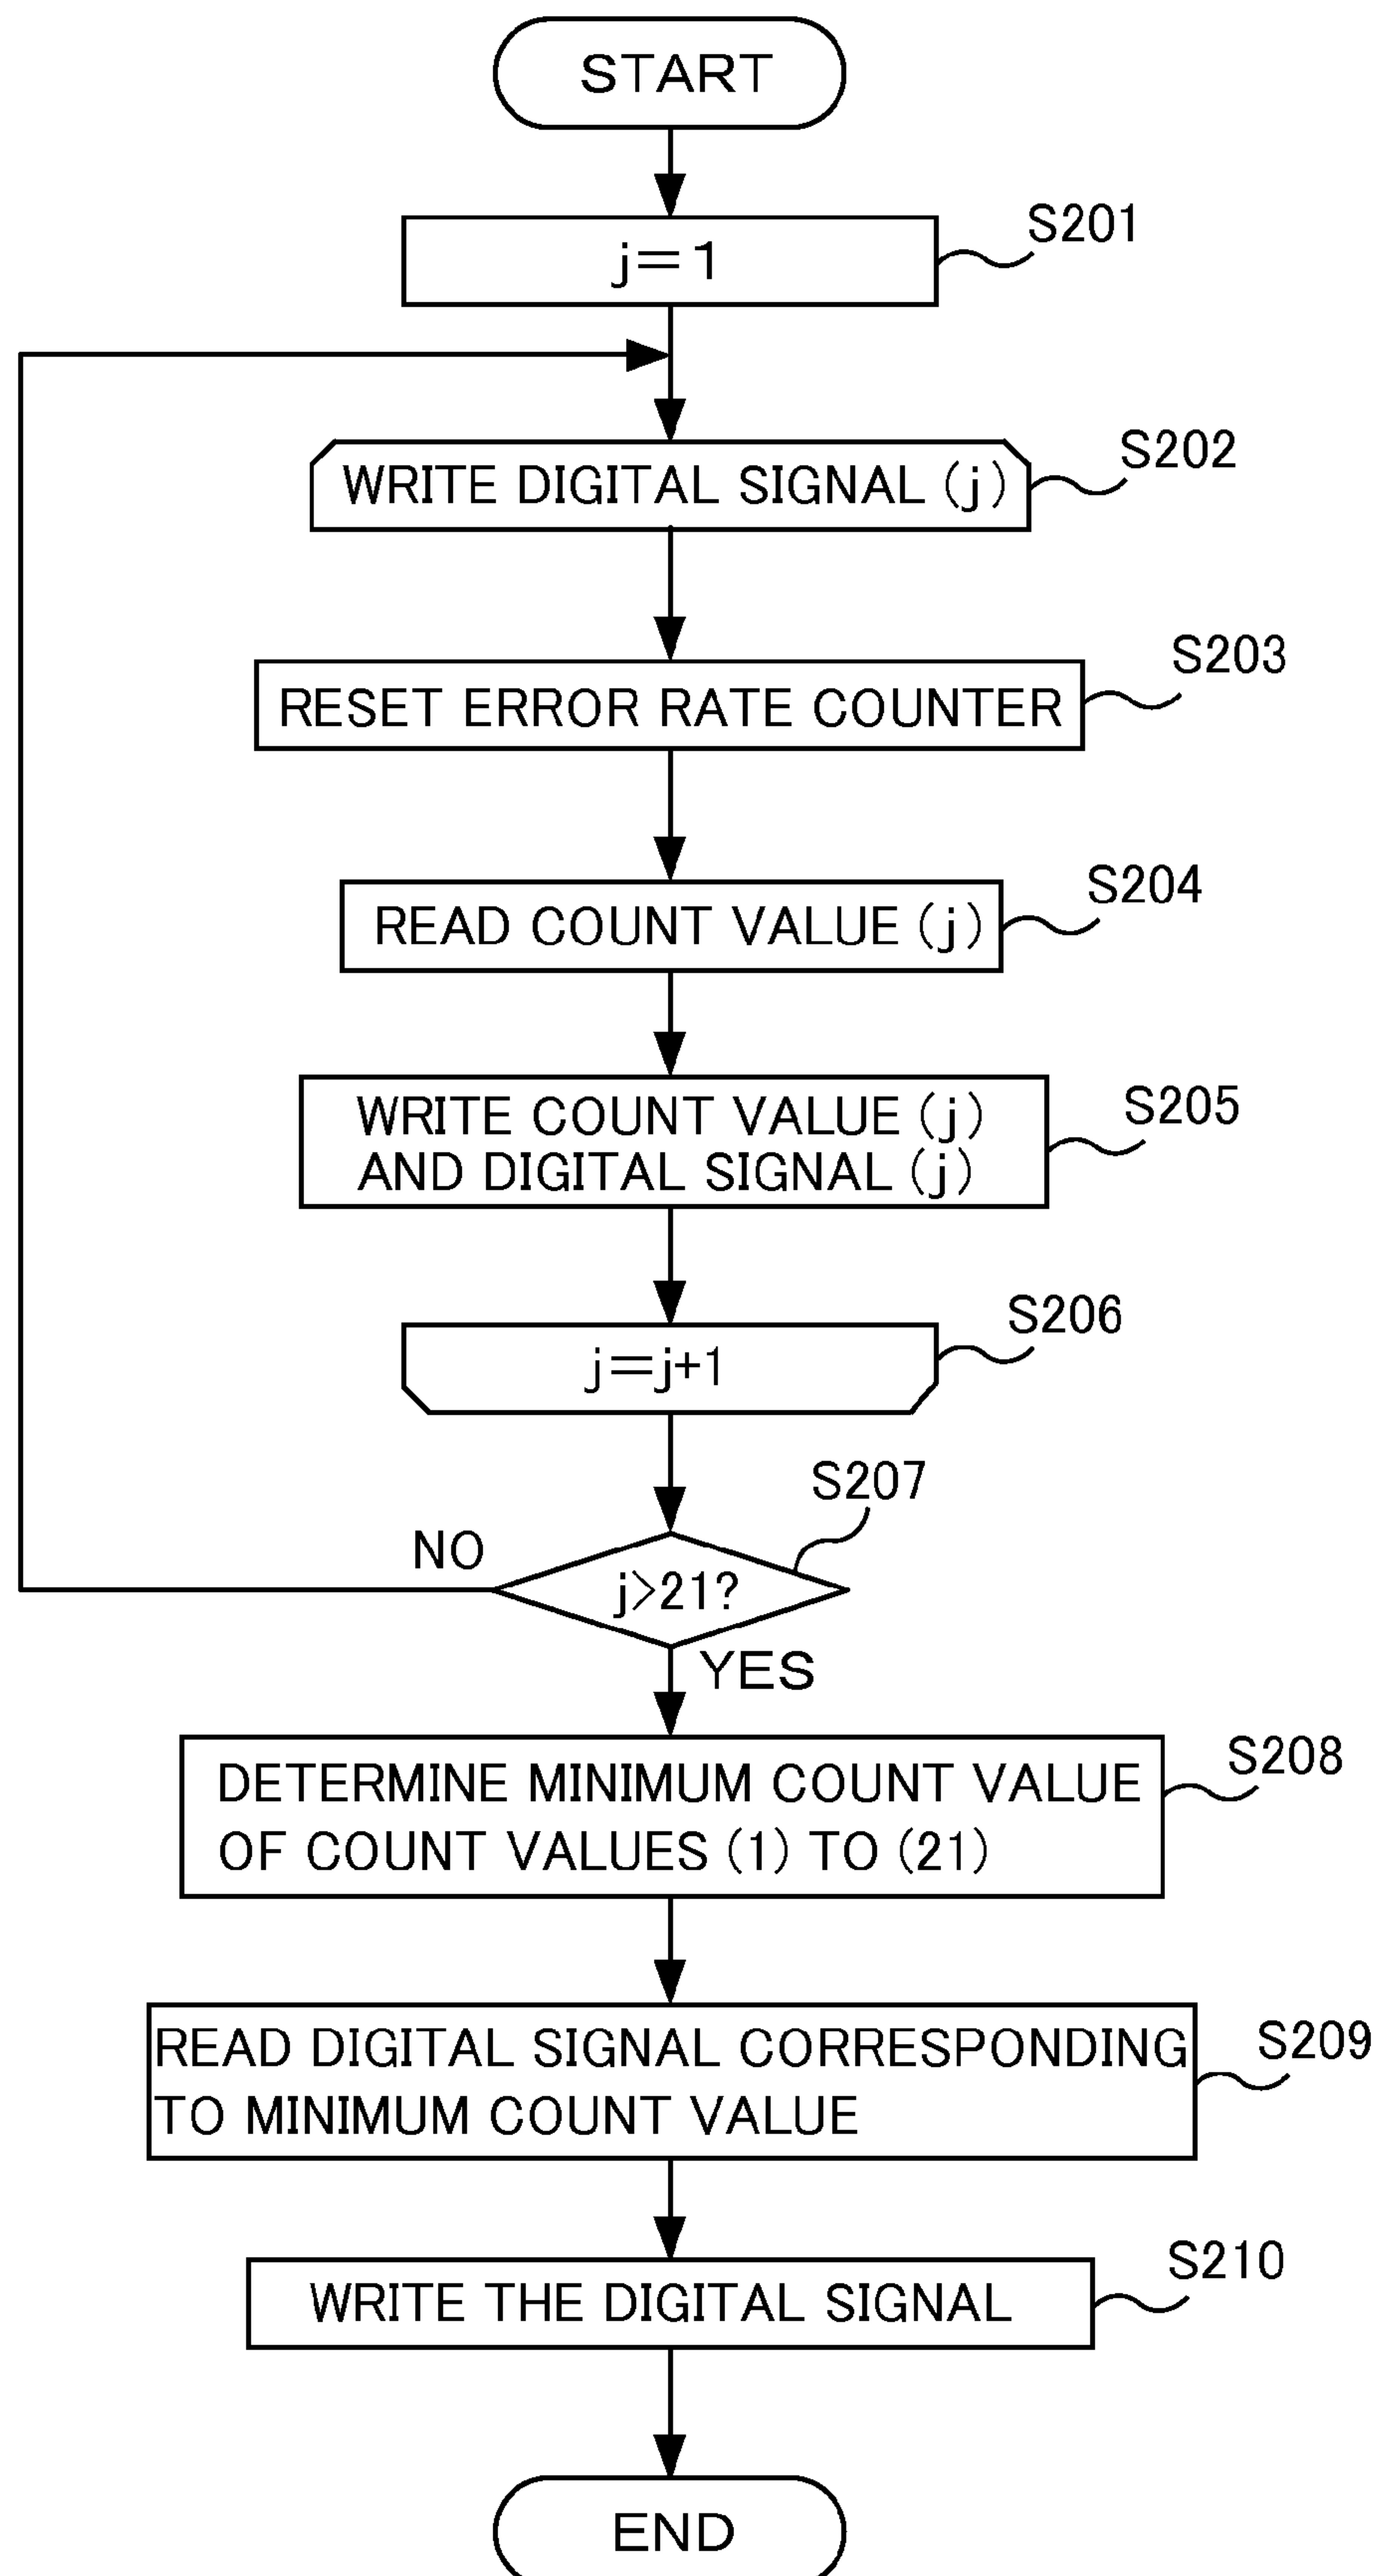 START
j=1
S201
WRITE DIGITAL SIGNAL (j)
S202
RESET ERROR RATE COUNTER
S203
READ COUNT VALUE (j)
S204
WRITE COUNT VALUE (j)
AND DIGITAL SIGNAL (j)
S205
j=j+1
S206
S207
NO
j>21?
YES
DETERMINE MINIMUM COUNT VALUE
OF COUNT VALUES (1) TO (21)
S208
READ DIGITAL SIGNAL CORRESPONDING
TO MINIMUM COUNT VALUE
S209
WRITE THE DIGITAL SIGNAL
S210
END